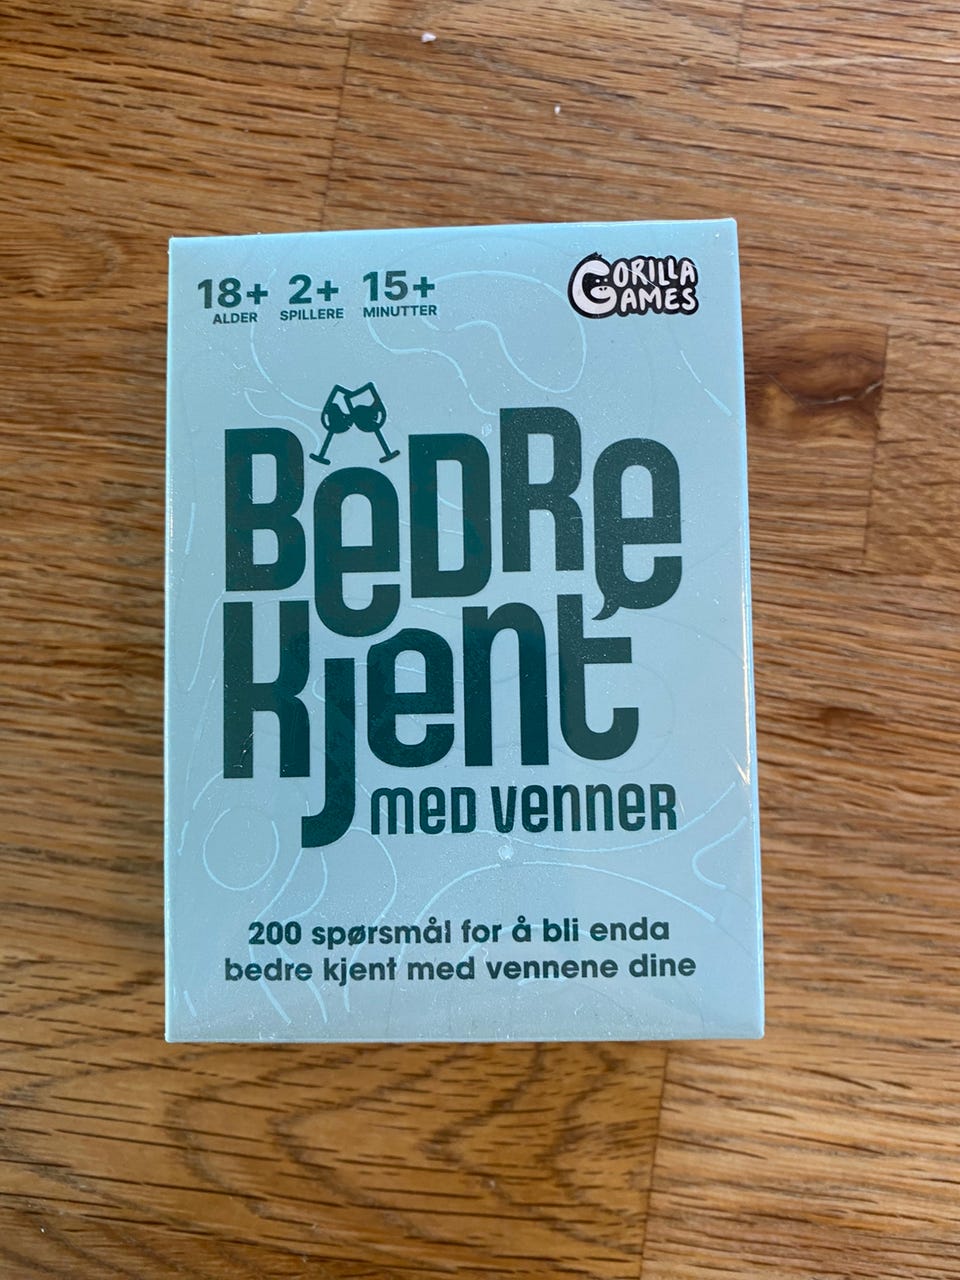 18+ 2+ 15+
ALDER SPILLERE MINUTTER
GORILLA
GAMES
BEDRE
KJENT
MED VENNER
200 spørsmål for å bli enda
bedre kjent med vennene dine